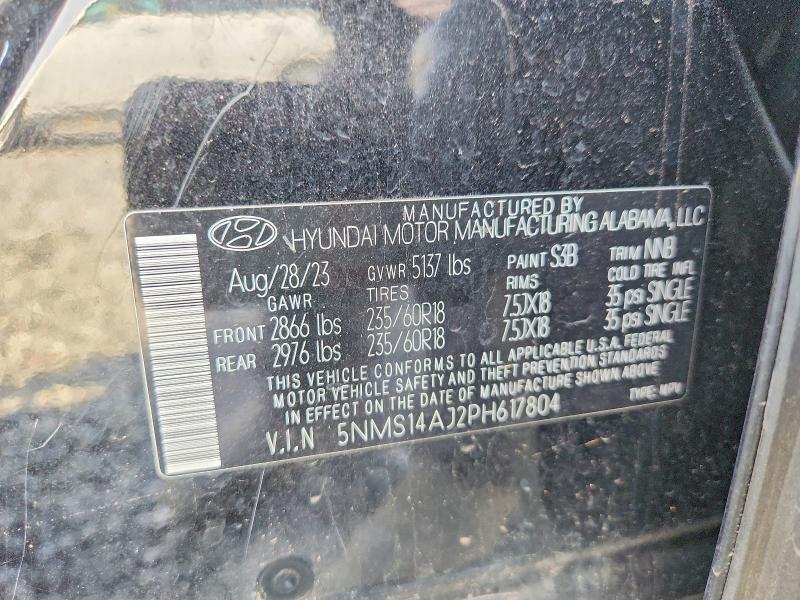 MANUFACTURED BY
HYUNDAI MOTOR MANUFACTURING ALABAMA, LLC
Aug/28/23 GVWR 5137 lbs PAINT S3B TRIM NNB
GAWR TIRES RIMS COLD TIRE INFL
FRONT 2866 lbs 235/60R18 7.5JX18 35 psi SINGLE
REAR 2976 lbs 235/60R18 7.5JX18 35 psi SINGLE
THIS VEHICLE CONFORMS TO ALL APPLICABLE U.S.A. FEDERAL
MOTOR VEHICLE SAFETY AND THEFT PREVENTION STANDARDS
IN EFFECT ON THE DATE OF MANUFACTURE SHOWN ABOVE
V.I.N 5NMS14AJ2PH617804 TYPE: MPV